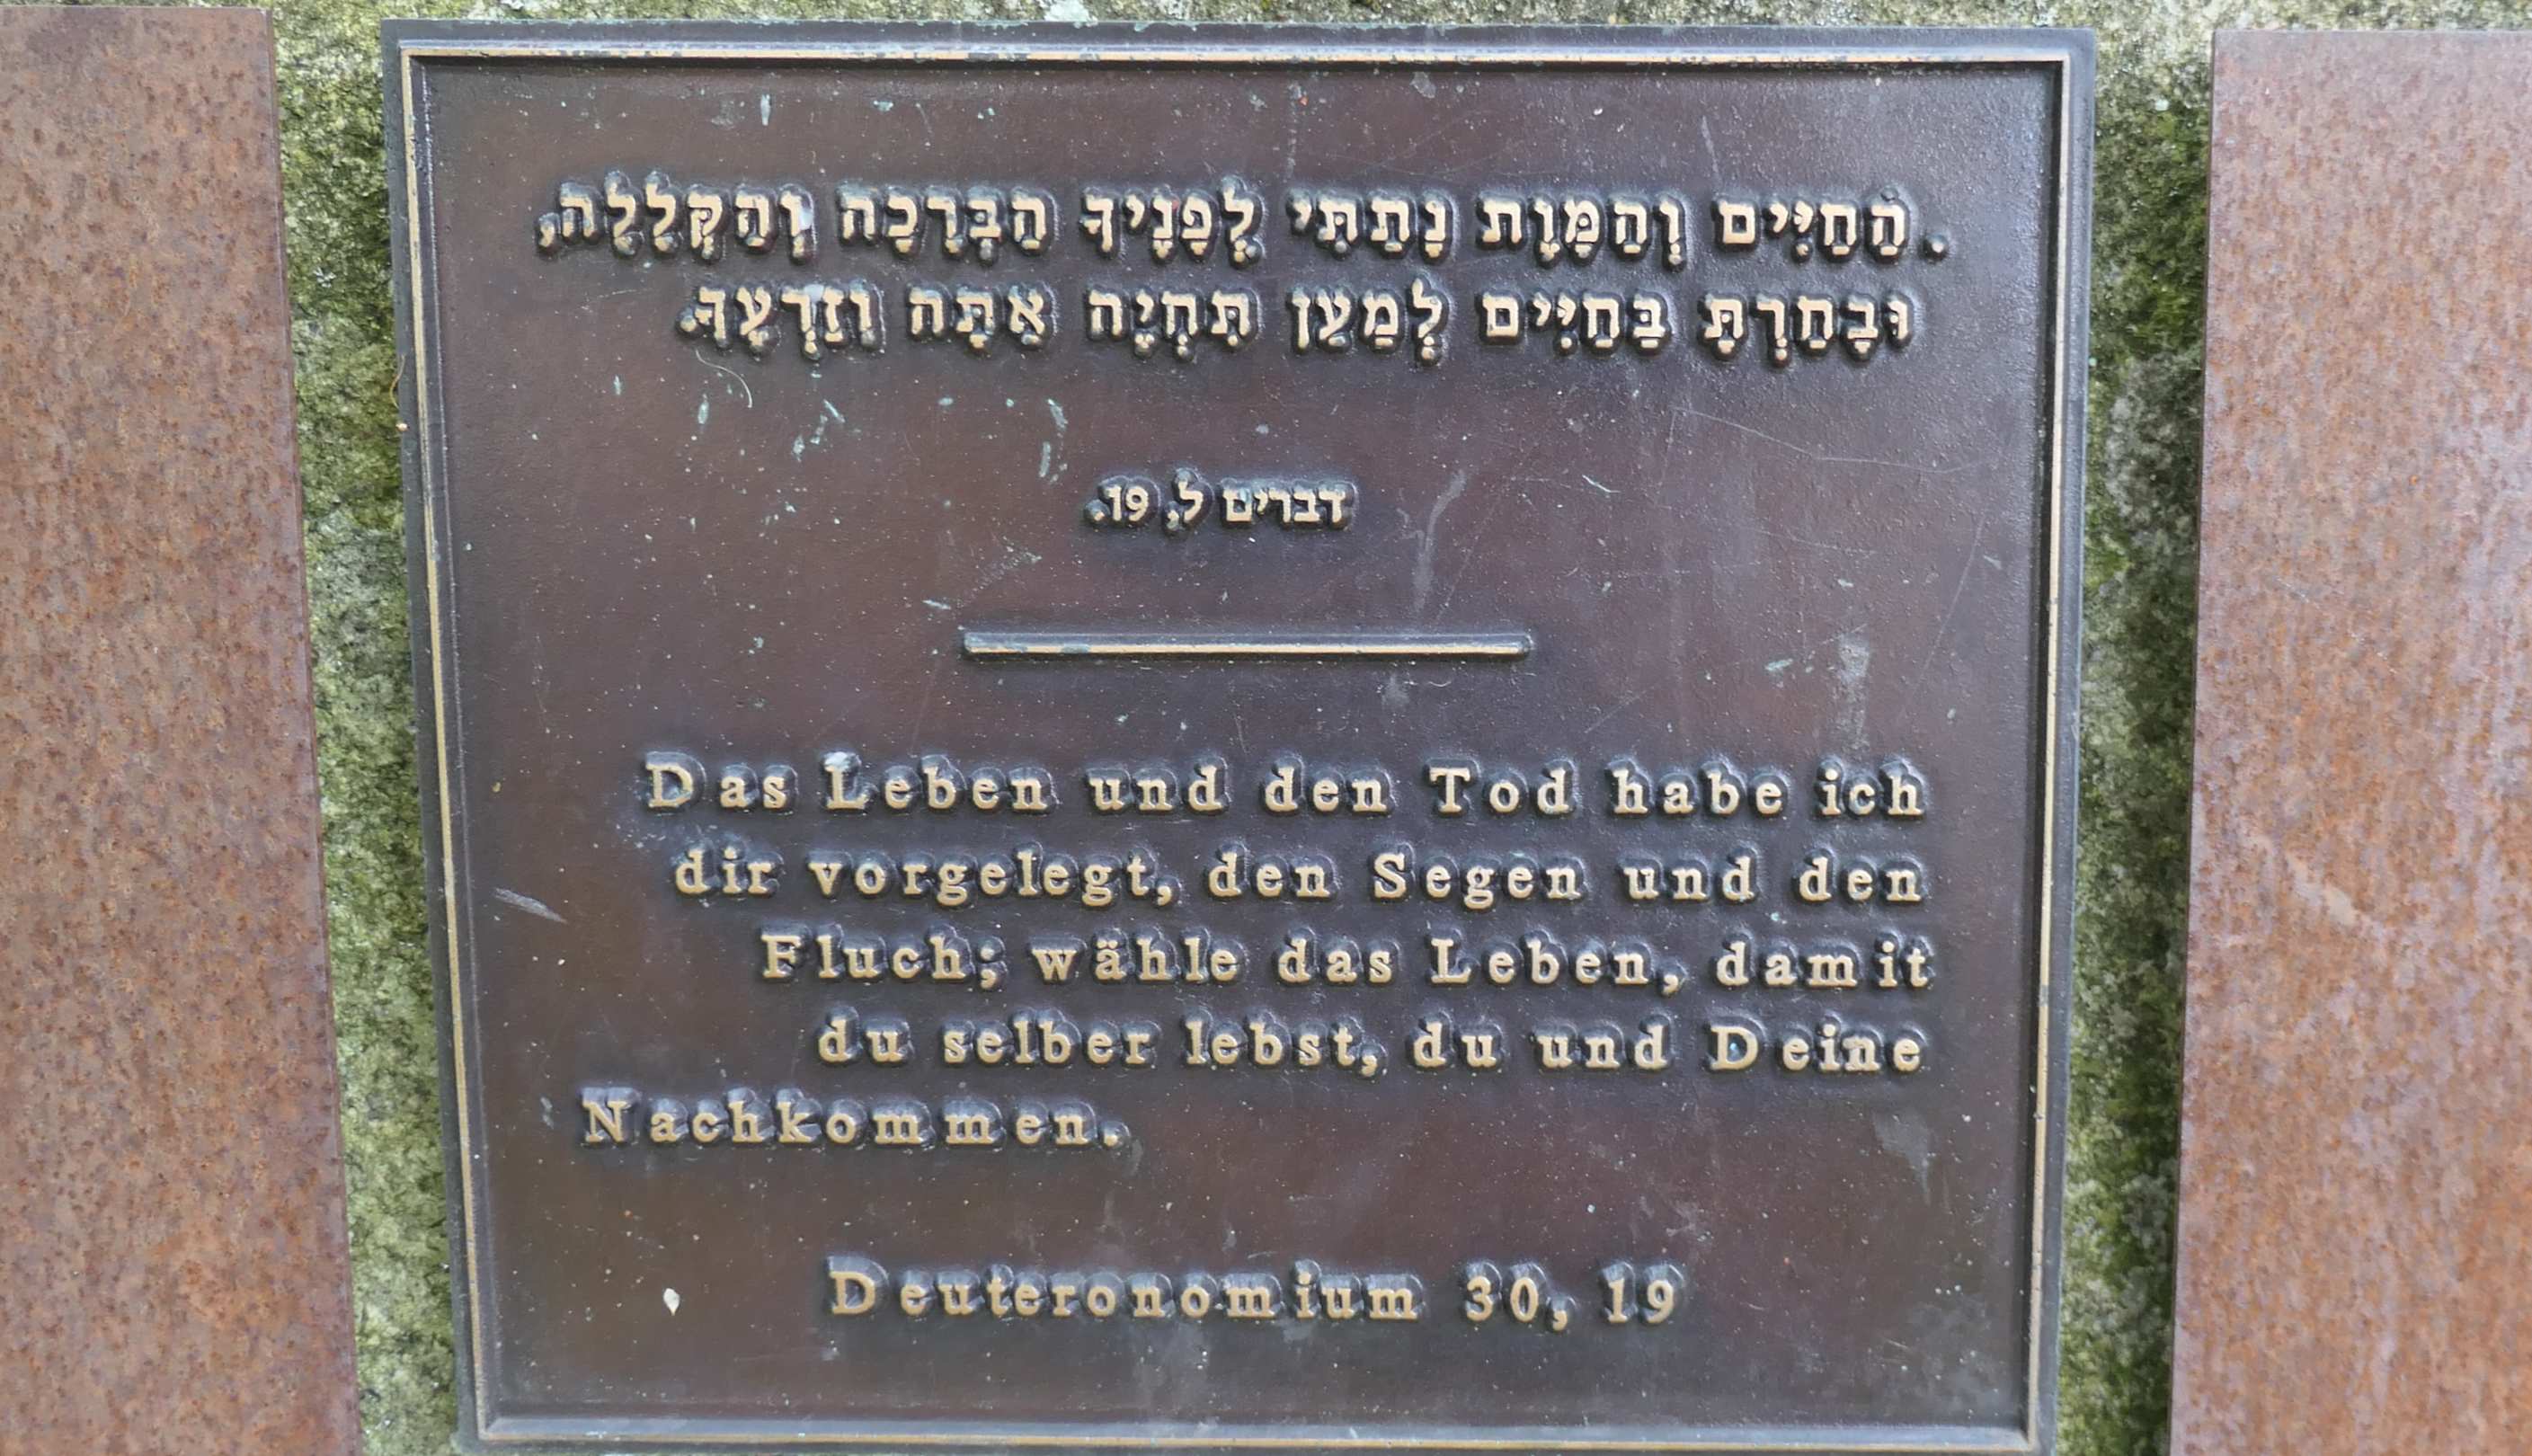 .הַחַיִּים וְהַמָּוֶת נָתַתִּי לְפָנֶיךָ הַבְּרָכָה וְהַקְּלָלָה,
וּבָחַרְתָּ בַּחַיִּים לְמַעַן תִּחְיֶה אַתָּה וְזַרְעֶךָ.
דברים ל, 19.
Das Leben und den Tod habe ich
dir vorgelegt, den Segen und den
Fluch; wähle das Leben, damit
du selber lebst, du und Deine
Nachkommen.
Deuteronomium 30, 19